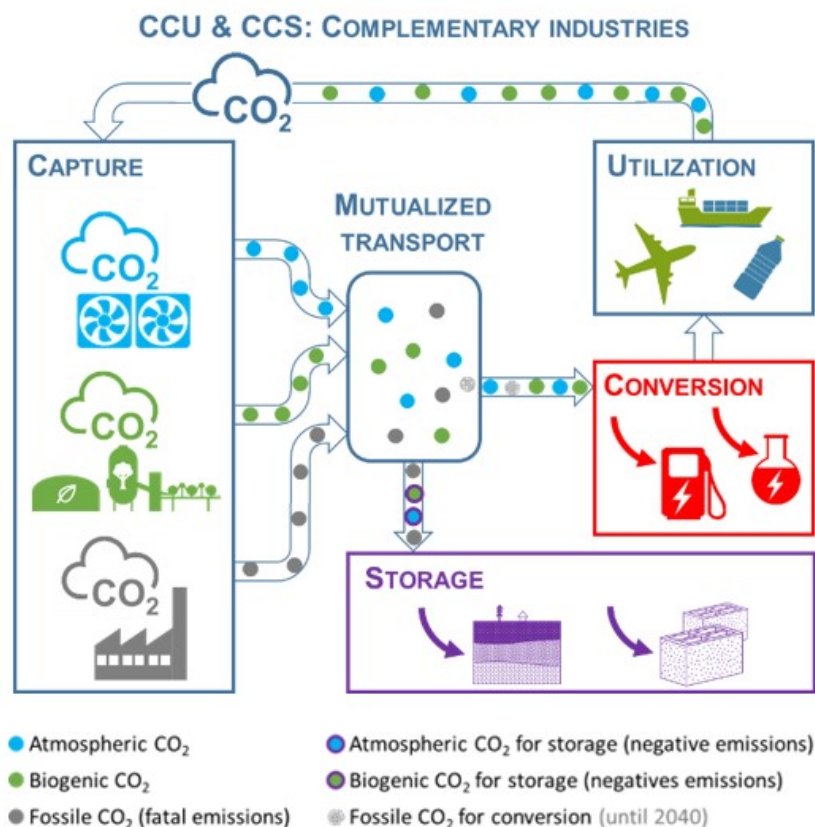 CCU & CCS: COMPLEMENTARY INDUSTRIES
CO₂
CAPTURE
UTILIZATION
MUTUALIZED
TRANSPORT
CO₂
CO₂
CONVERSION
CO₂
STORAGE
Atmospheric CO₂
Atmospheric CO₂ for storage (negative emissions)
Biogenic CO₂
Biogenic CO₂ for storage (negatives emissions)
Fossile CO₂ (fatal emissions)
Fossile CO₂ for conversion (until 2040)